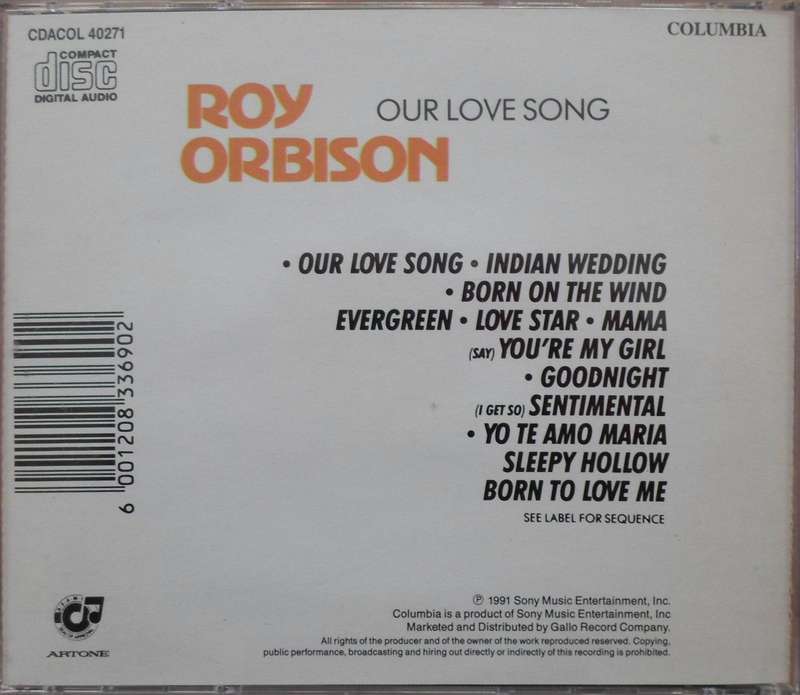 CDACOL 40271
COLUMBIA
COMPACT
disc
DIGITAL AUDIO
ROY
ORBISON
OUR LOVE SONG
• OUR LOVE SONG • INDIAN WEDDING
• BORN ON THE WIND
EVERGREEN • LOVE STAR • MAMA
(SAY) YOU'RE MY GIRL
• GOODNIGHT
(I GET SO) SENTIMENTAL
• YO TE AMO MARIA
SLEEPY HOLLOW
BORN TO LOVE ME
SEE LABEL FOR SEQUENCE
6 001208 336902
ARTONE
℗ 1991 Sony Music Entertainment, Inc.
Columbia is a product of Sony Music Entertainment, Inc
Marketed and Distributed by Gallo Record Company.
All rights of the producer and of the owner of the work reproduced reserved. Copying,
public performance, broadcasting and hiring out directly or indirectly of this recording is prohibited.